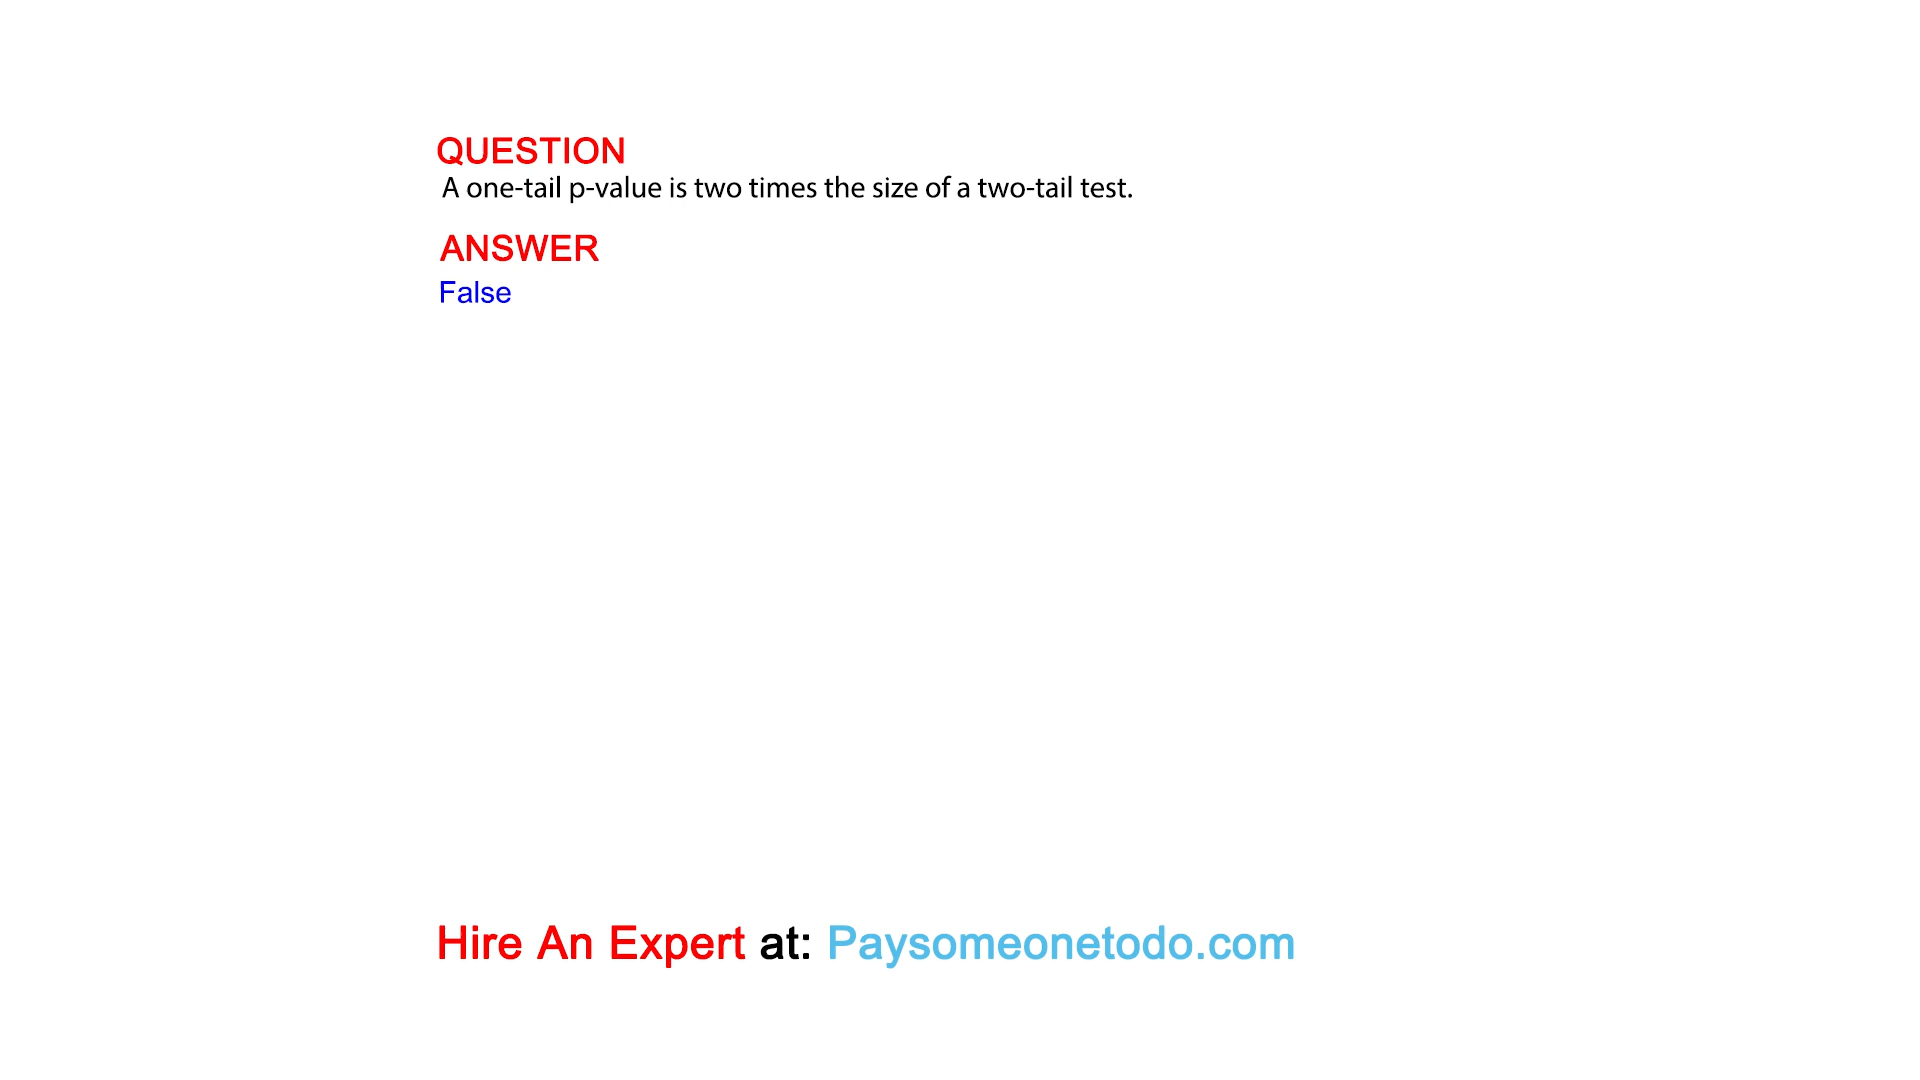 QUESTION
A one-tail p-value is two times the size of a two-tail test.
ANSWER
False
Hire An Expert at: Paysomeonetodo.com